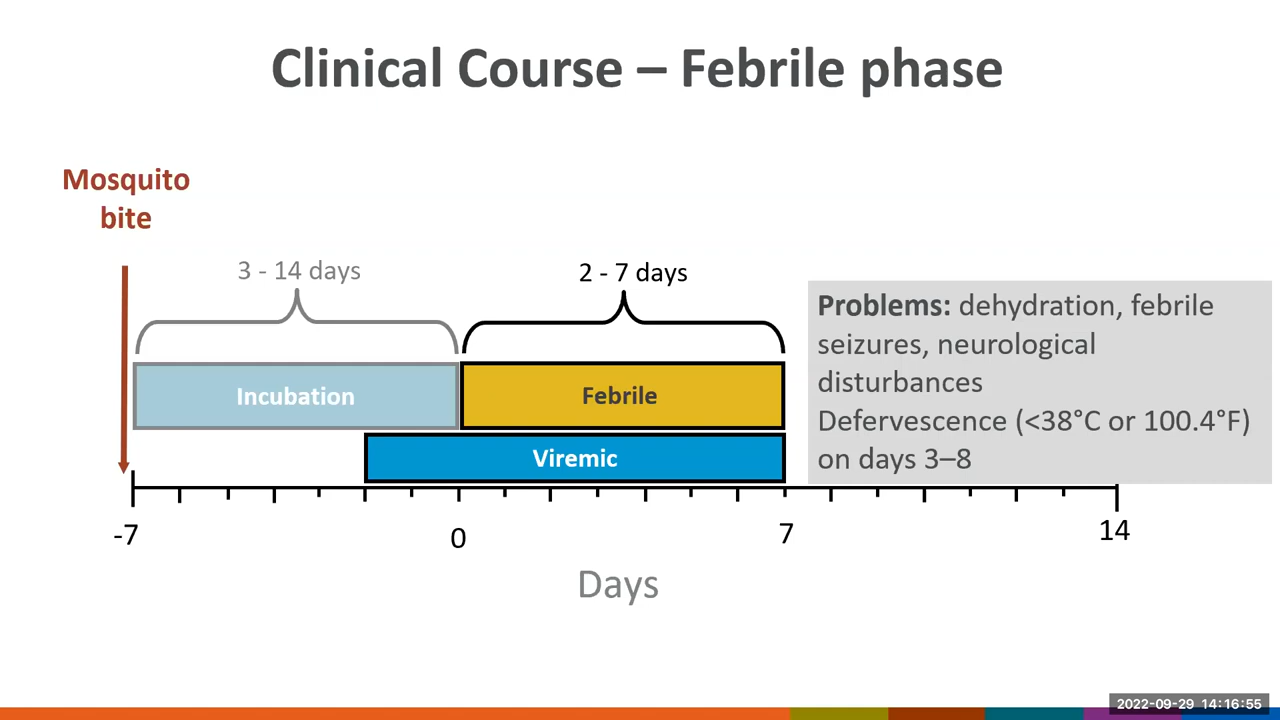 Clinical Course – Febrile phase
Mosquito
bite
3 - 14 days
2 - 7 days
Problems: dehydration, febrile
seizures, neurological
disturbances
Defervescence (<38°C or 100.4°F)
on days 3–8
Incubation
Febrile
Viremic
-7
0
7
14
Days
2022-09-29 14:16:55